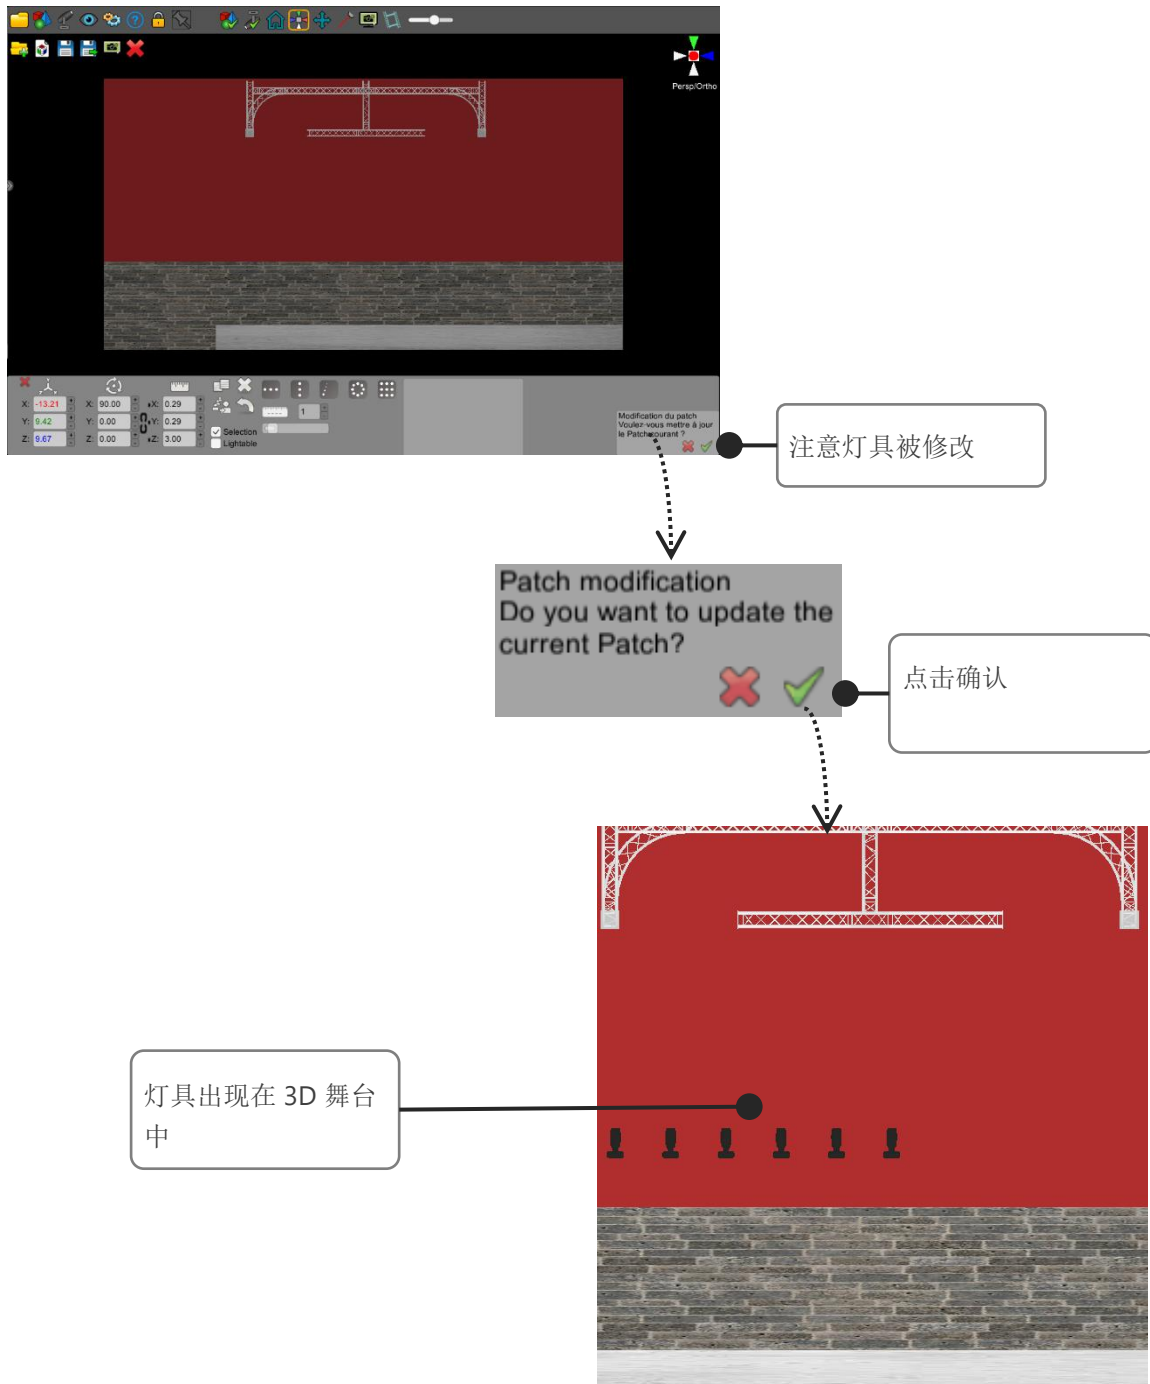 Persp/Ortho
X: -13.21 X: 90.00 X: 0.29
Y: 9.42 Y: 0.00 Y: 0.29
Z: 9.67 Z: 0.00 Z: 3.00
1
Selection
Lightable
Modification du patch
Voulez-vous mettre à jour
le Patch courant ?
注意灯具被修改
Patch modification
Do you want to update the
current Patch?
点击确认
灯具出现在 3D 舞台
中